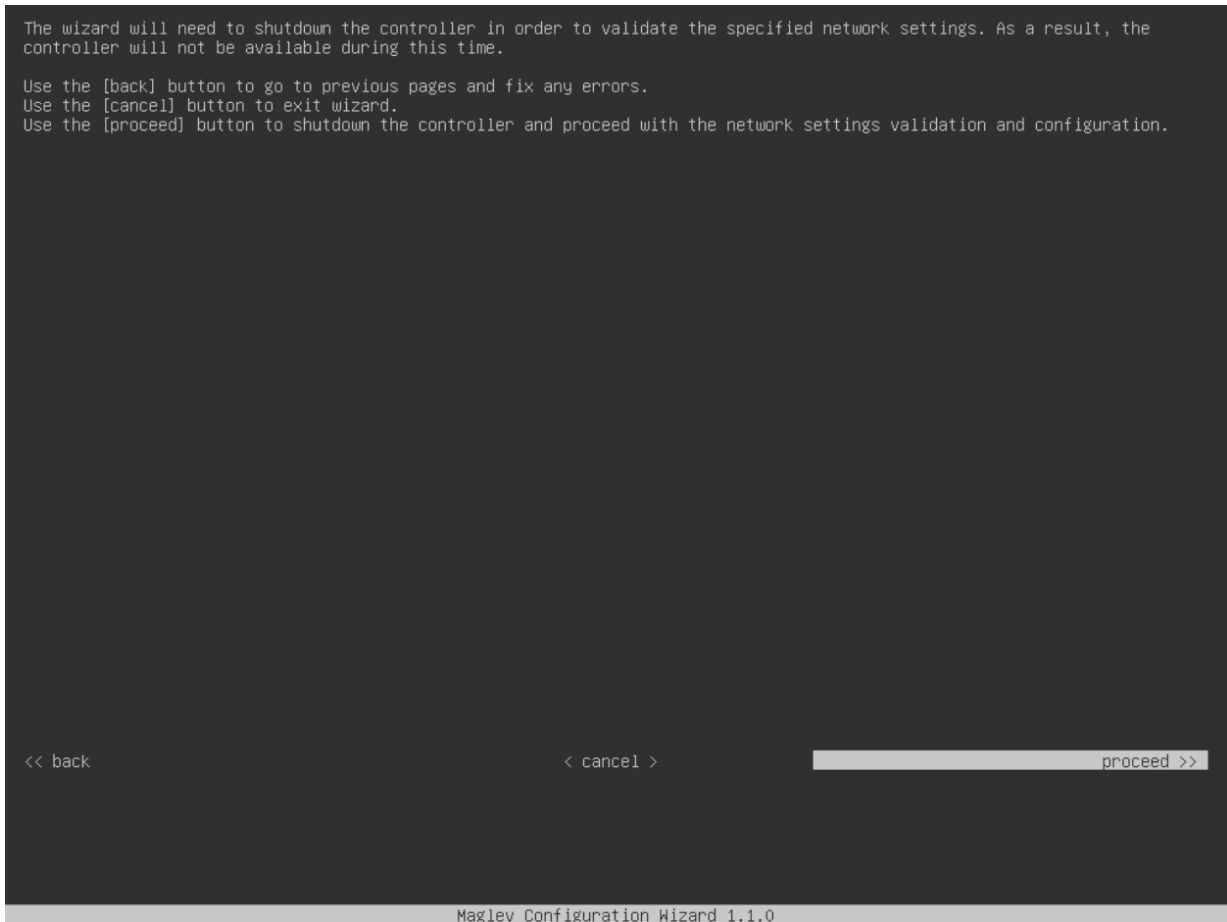 The wizard will need to shutdown the controller in order to validate the specified network settings. As a result, the
controller will not be available during this time.
Use the [back] button to go to previous pages and fix any errors.
Use the [cancel] button to exit wizard.
Use the [proceed] button to shutdown the controller and proceed with the network settings validation and configuration.
<< back < cancel > proceed >>
Maglev Configuration Wizard 1.1.0